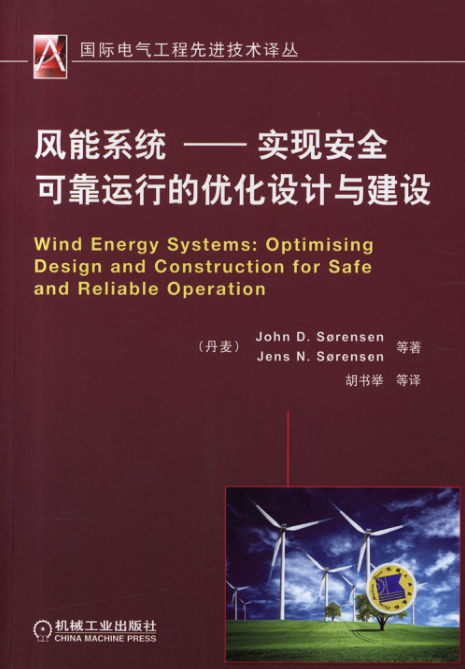 国际电气工程先进技术译丛
风能系统 —— 实现安全
可靠运行的优化设计与建设
Wind Energy Systems: Optimising
Design and Construction for Safe
and Reliable Operation
(丹麦) John D. Sørensen
Jens N. Sørensen 等著
胡书举 等译
机械工业出版社
CHINA MACHINE PRESS